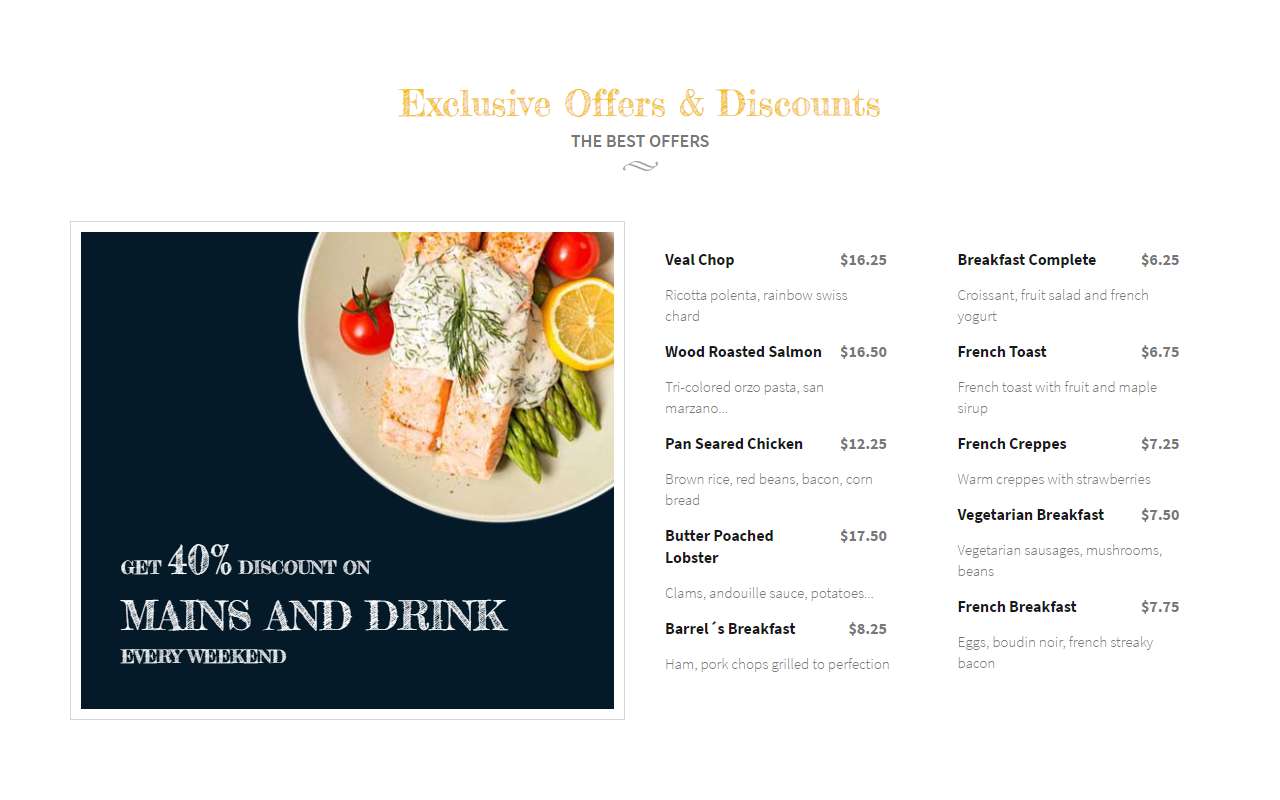 Exclusive Offers & Discounts
THE BEST OFFERS
GET 40% DISCOUNT ON
MAINS AND DRINK
EVERY WEEKEND
Veal Chop $16.25
Ricotta polenta, rainbow swiss
chard
Wood Roasted Salmon $16.50
Tri-colored orzo pasta, san
marzano...
Pan Seared Chicken $12.25
Brown rice, red beans, bacon, corn
bread
Butter Poached $17.50
Lobster
Clams, andouille sauce, potatoes...
Barrel´s Breakfast $8.25
Ham, pork chops grilled to perfection
Breakfast Complete $6.25
Croissant, fruit salad and french
yogurt
French Toast $6.75
French toast with fruit and maple
sirup
French Creppes $7.25
Warm creppes with strawberries
Vegetarian Breakfast $7.50
Vegetarian sausages, mushrooms,
beans
French Breakfast $7.75
Eggs, boudin noir, french streaky
bacon